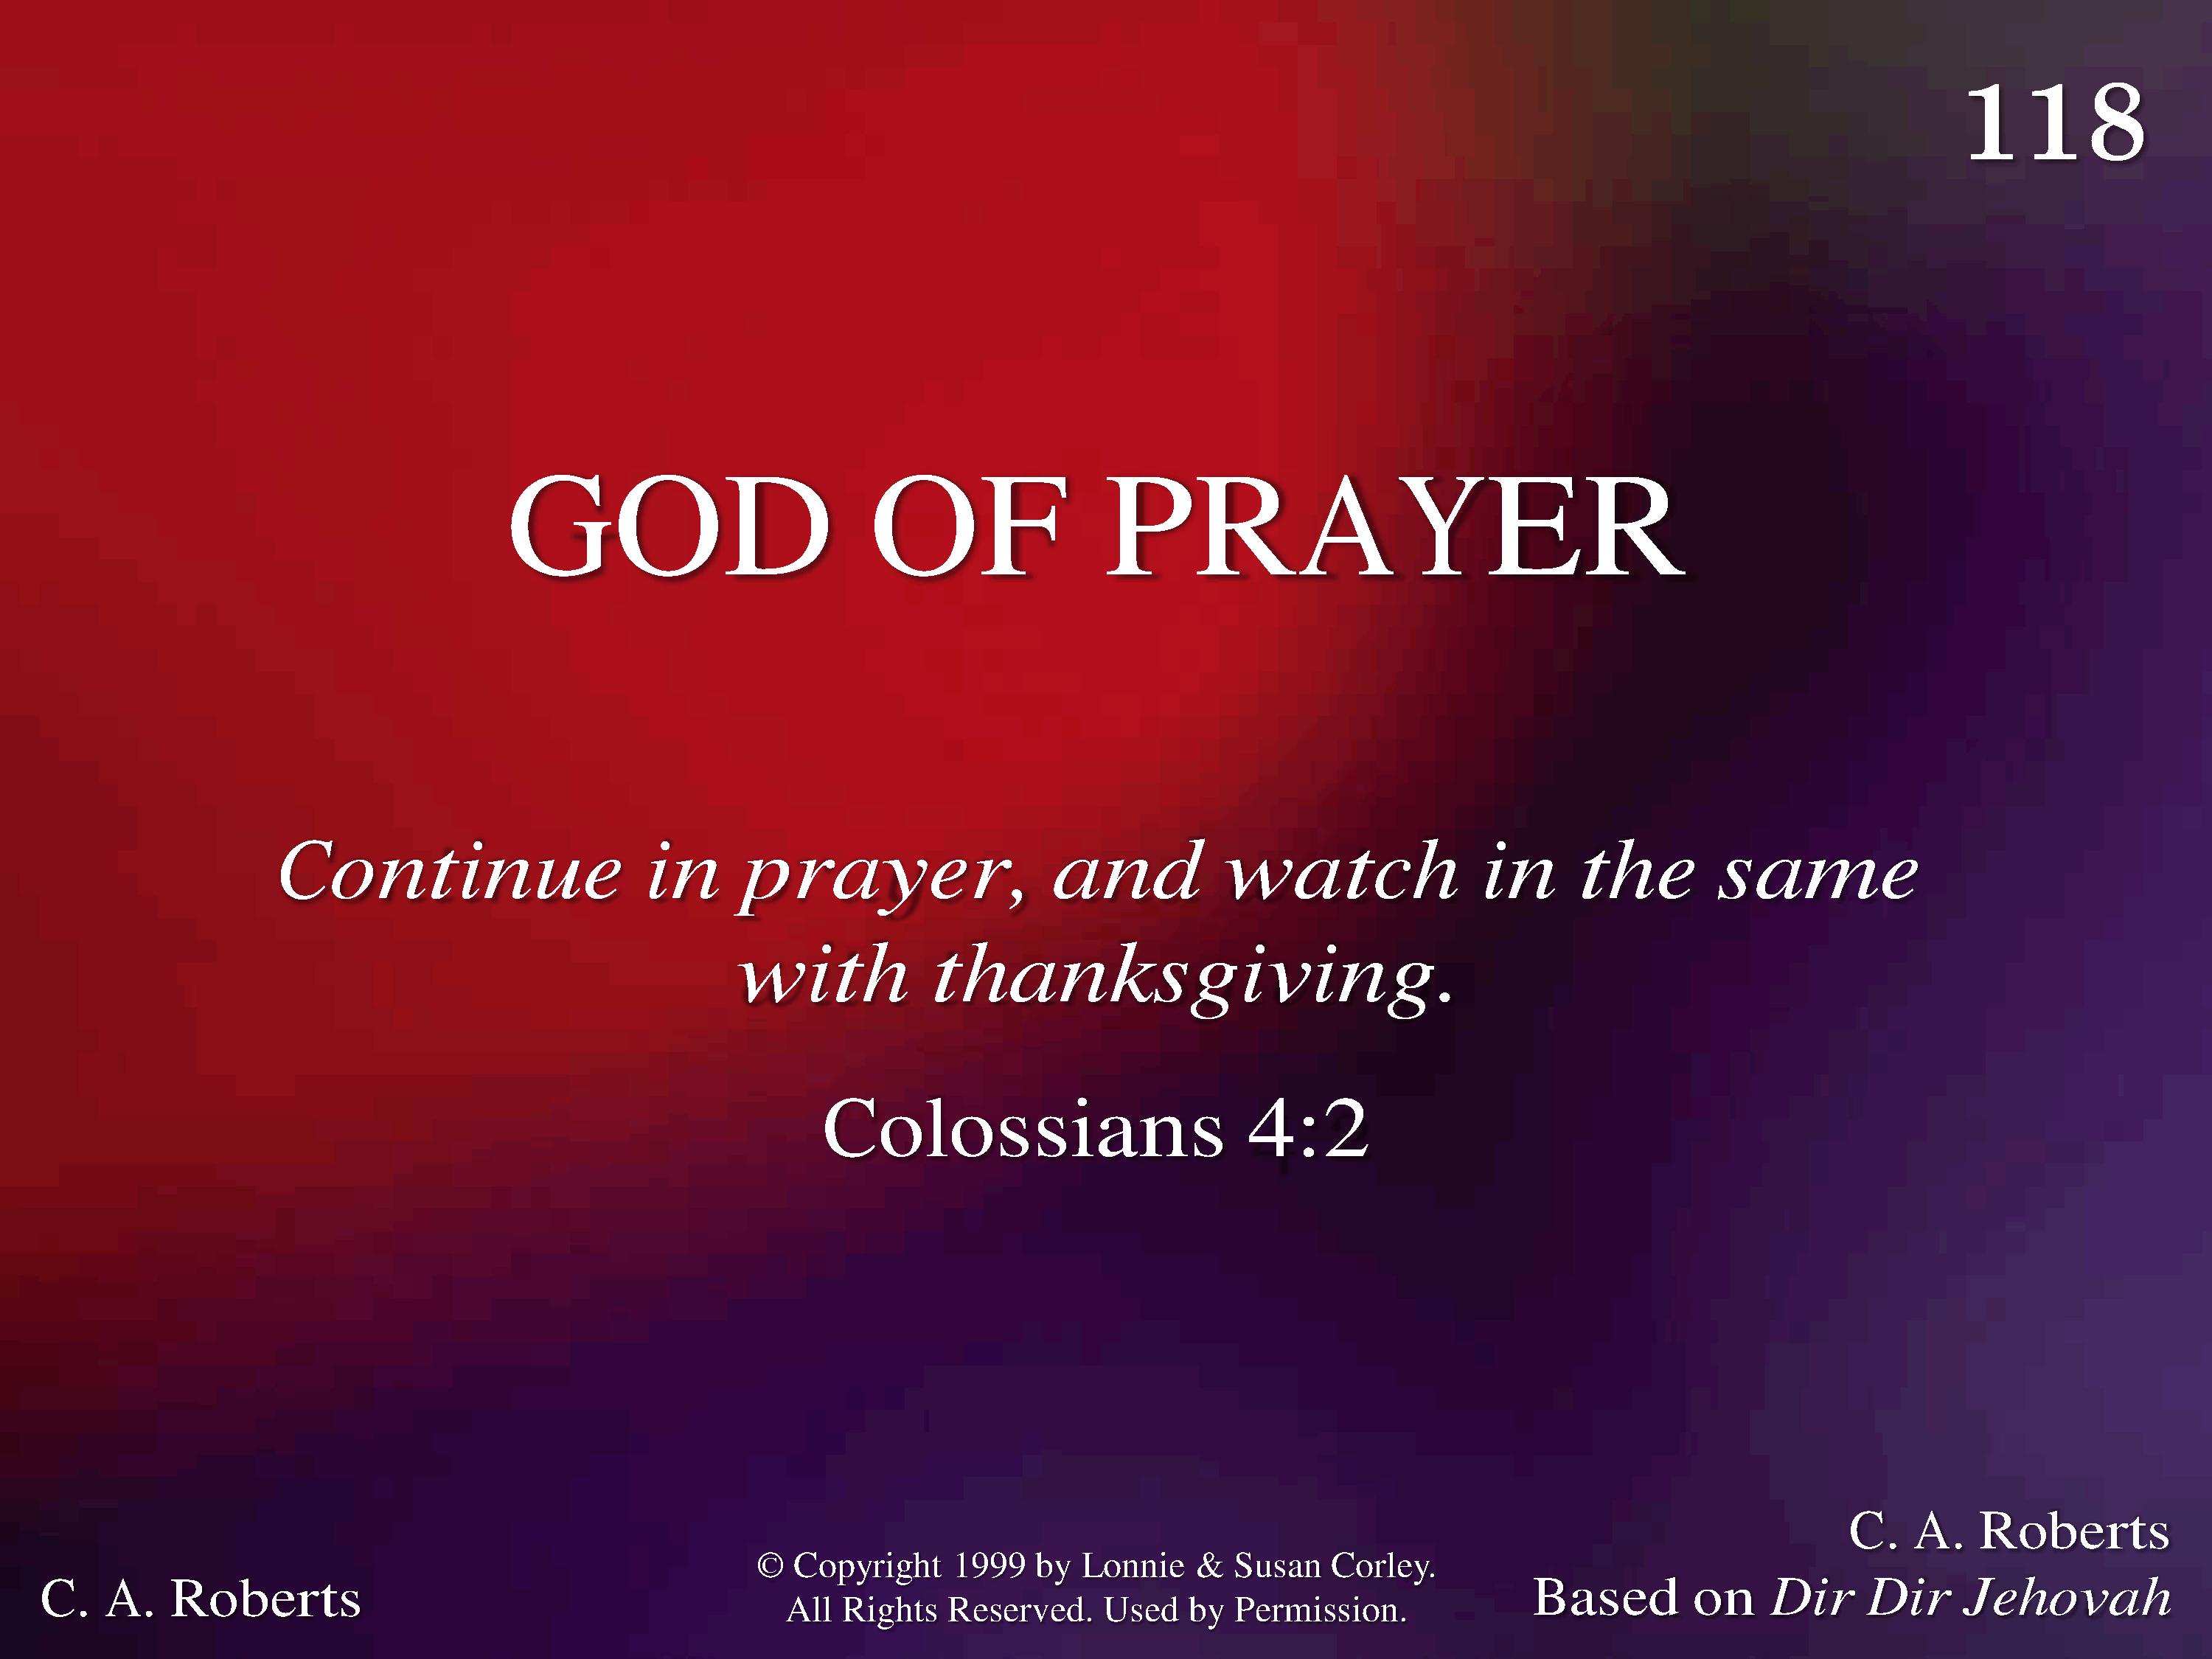 118
GOD OF PRAYER
Continue in prayer, and watch in the same
with thanksgiving.
Colossians 4:2
C. A. Roberts
© Copyright 1999 by Lonnie & Susan Corley.
All Rights Reserved. Used by Permission.
C. A. Roberts
Based on Dir Dir Jehovah